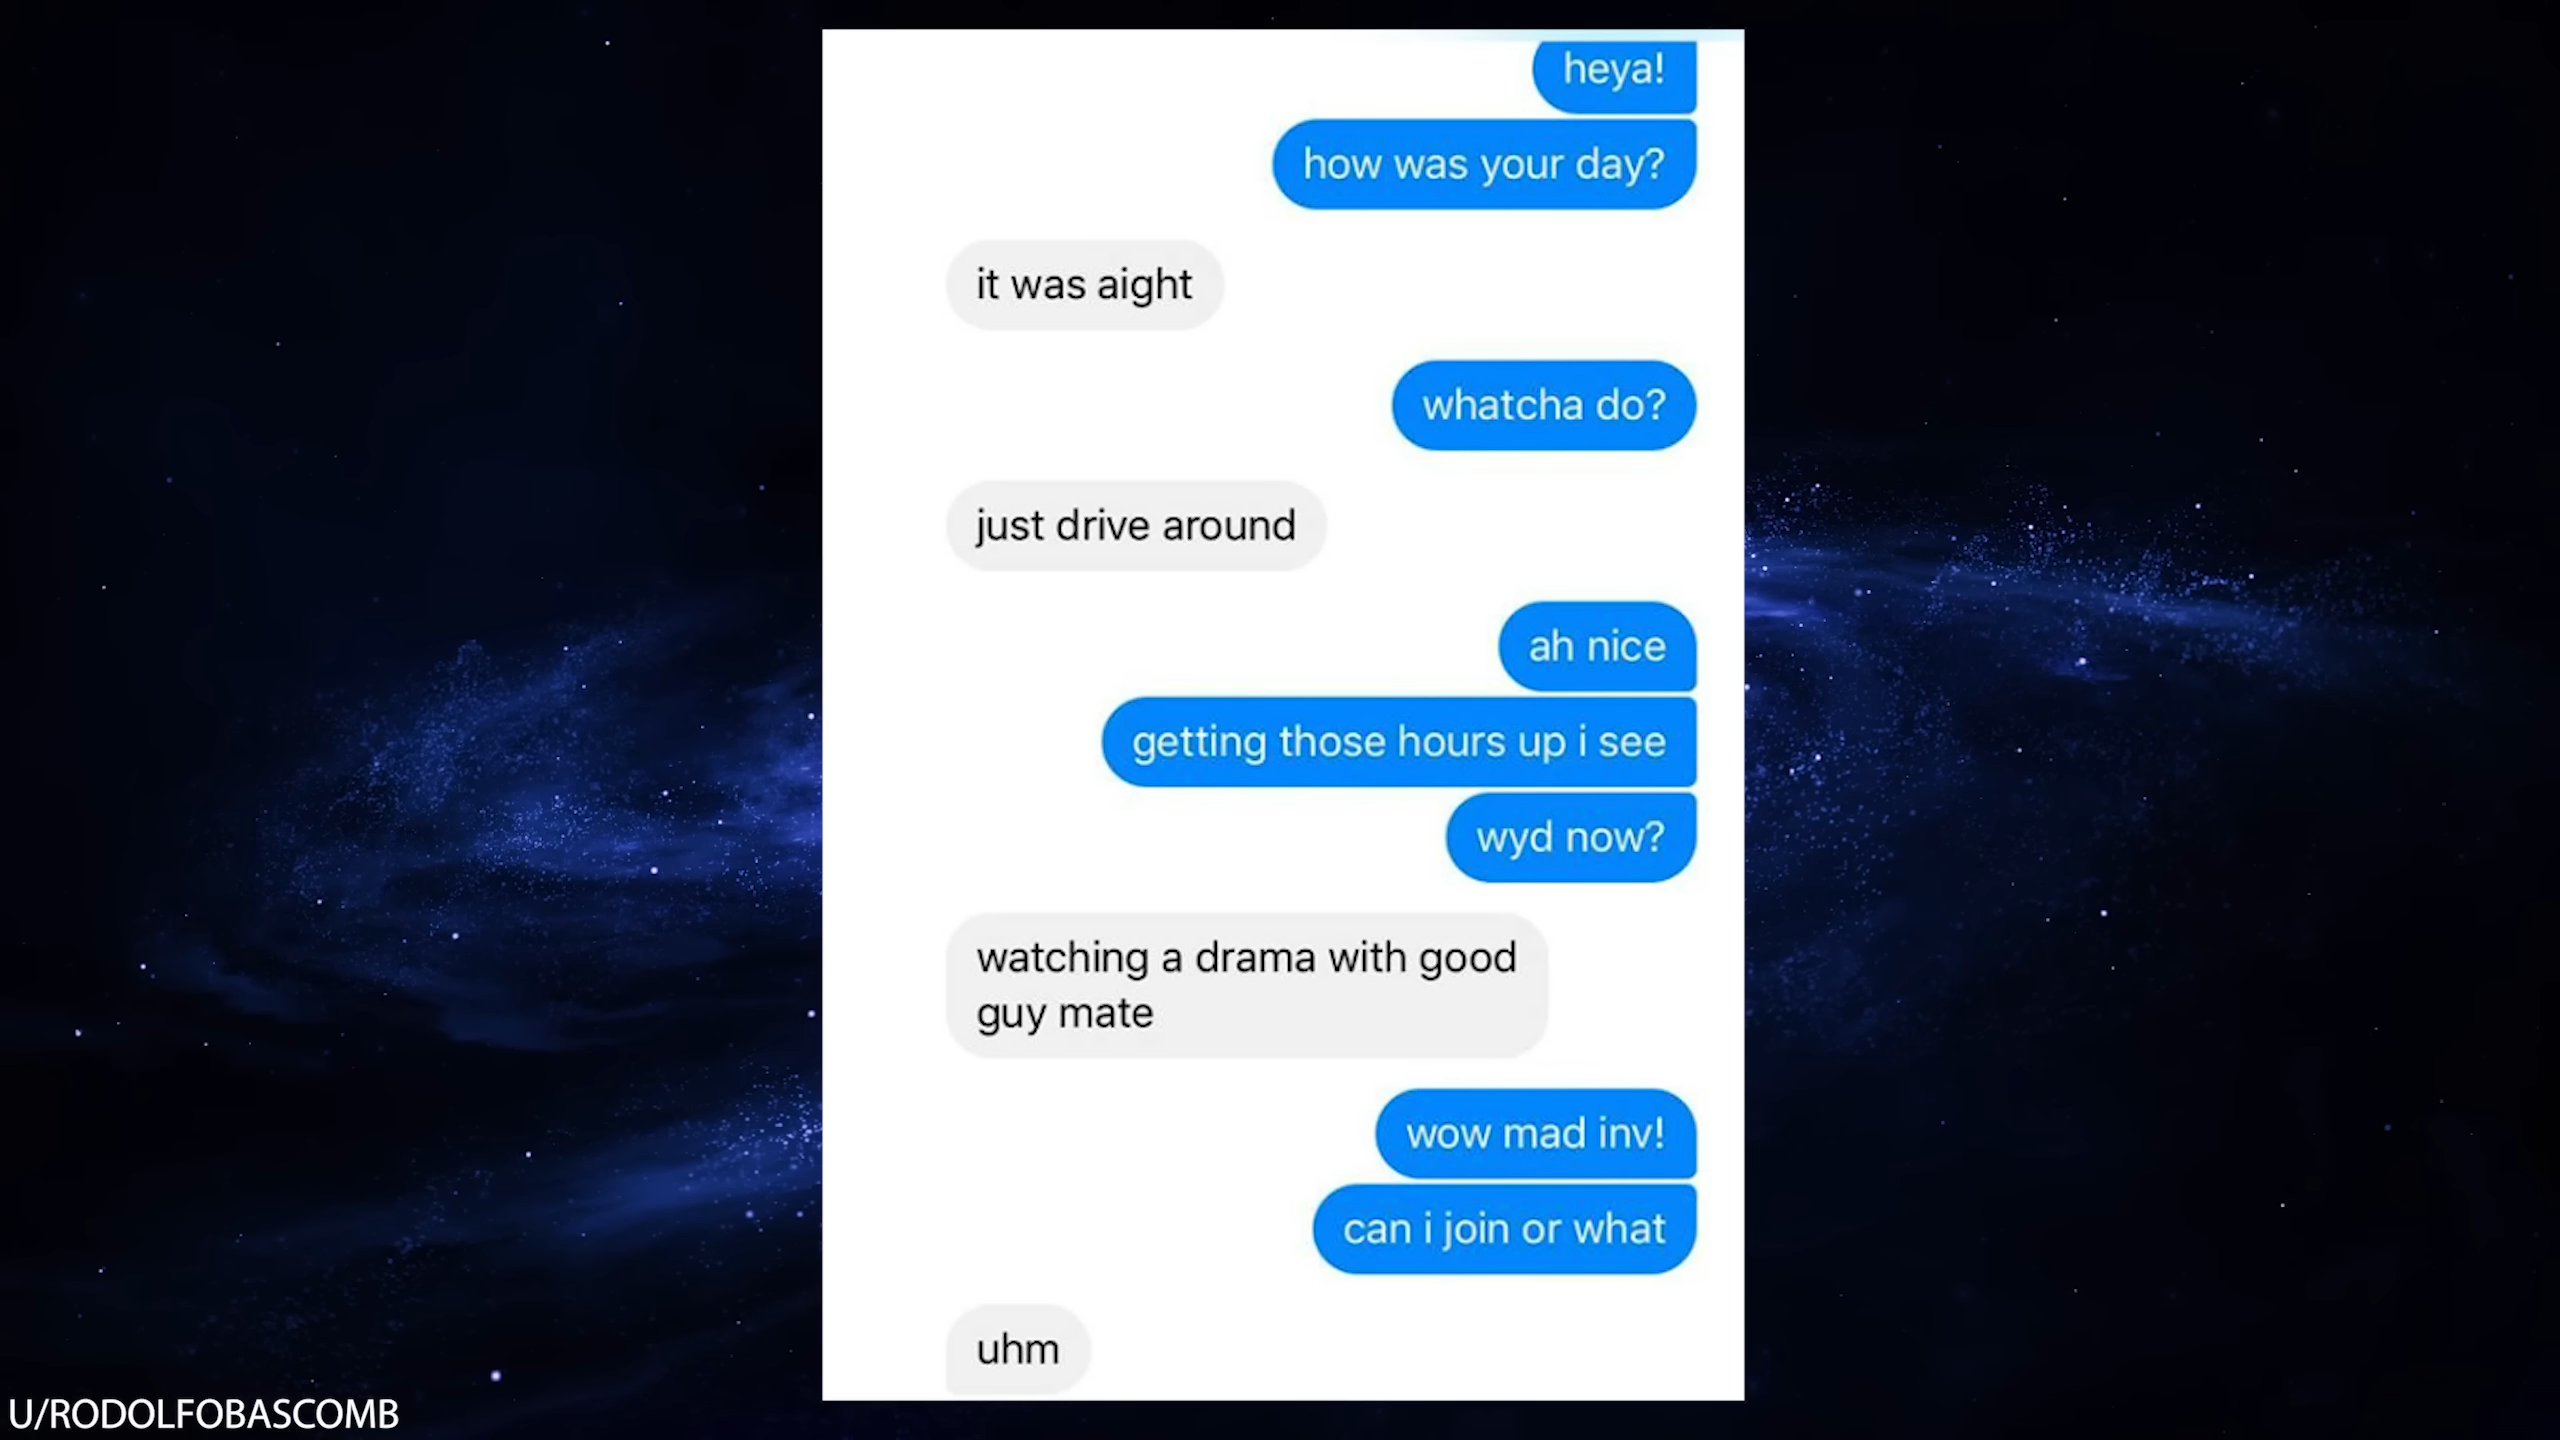 heya!
how was your day?
it was aight
whatcha do?
just drive around
ah nice
getting those hours up i see
wyd now?
watching a drama with good
guy mate
wow mad inv!
can i join or what
uhm
U/RODOLFOBASCOMB